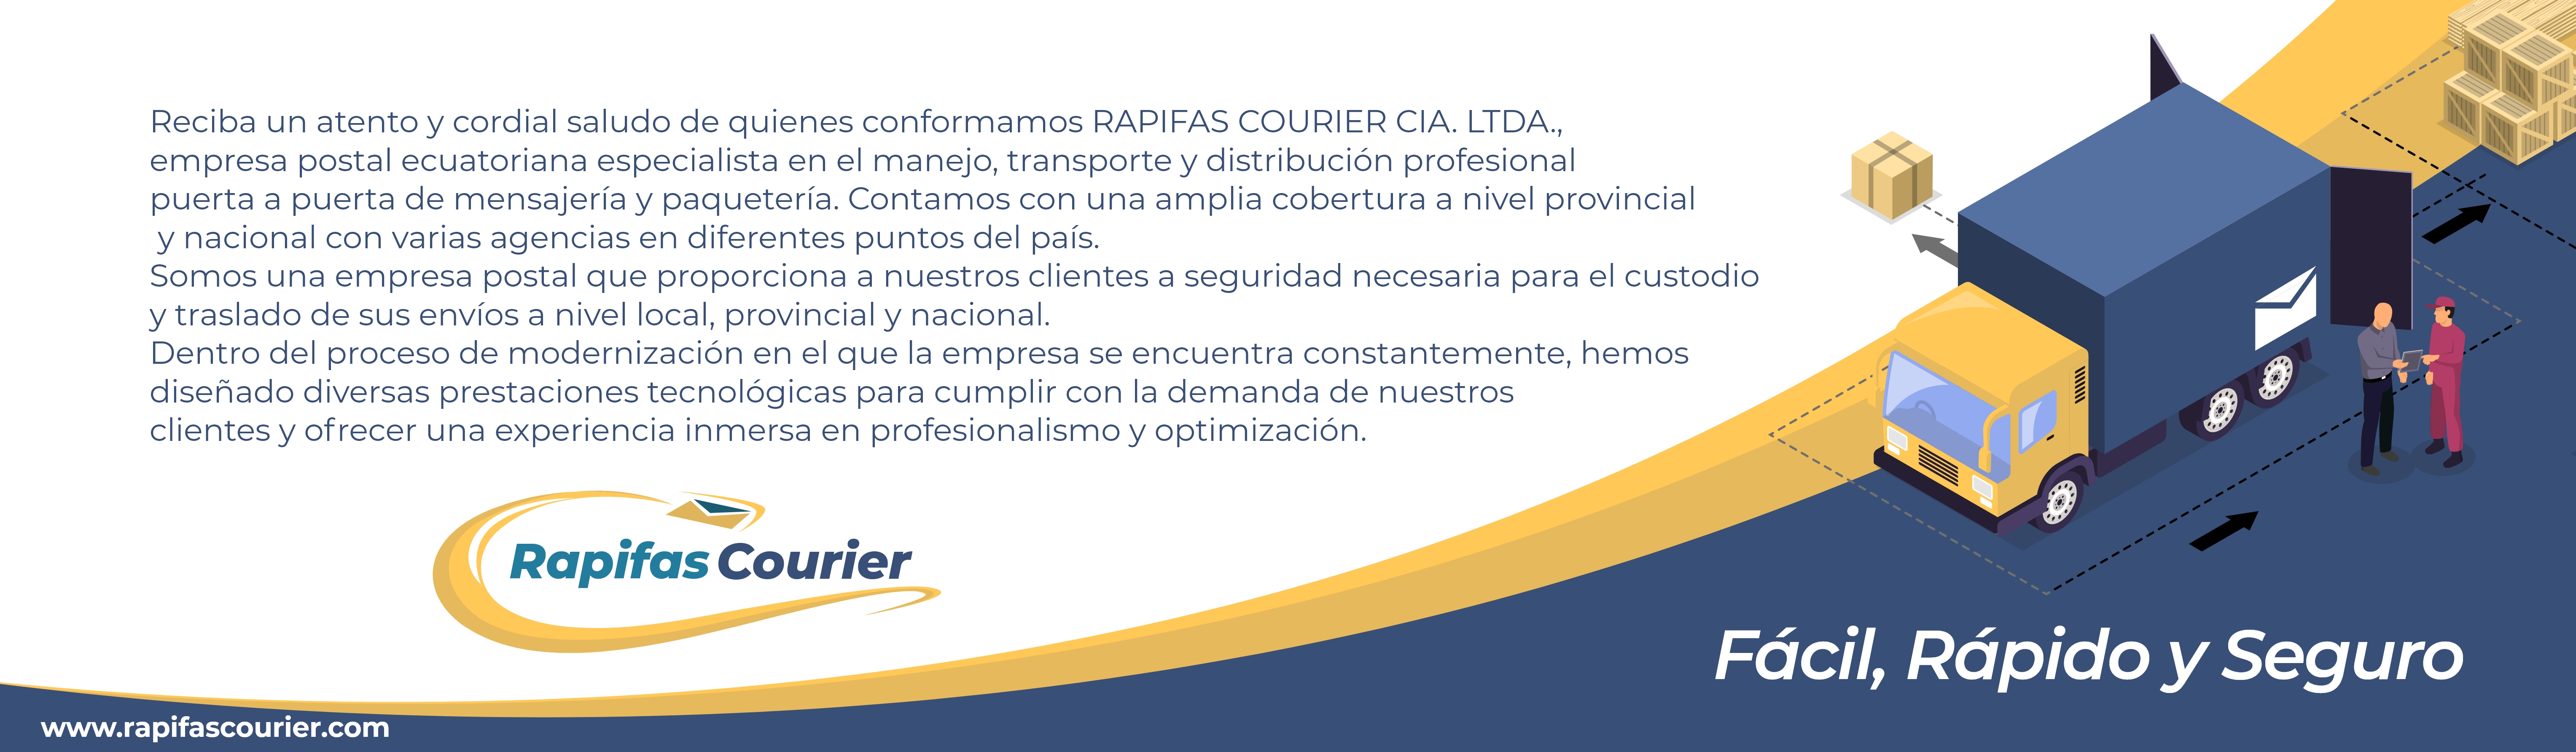 Reciba un atento y cordial saludo de quienes conformamos RAPIFAS COURIER CIA. LTDA.,
empresa postal ecuatoriana especialista en el manejo, transporte y distribución profesional
puerta a puerta de mensajería y paquetería. Contamos con una amplia cobertura a nivel provincial
y nacional con varias agencias en diferentes puntos del país.
Somos una empresa postal que proporciona a nuestros clientes a seguridad necesaria para el custodio
y traslado de sus envíos a nivel local, provincial y nacional.
Dentro del proceso de modernización en el que la empresa se encuentra constantemente, hemos
diseñado diversas prestaciones tecnológicas para cumplir con la demanda de nuestros
clientes y ofrecer una experiencia inmersa en profesionalismo y optimización.
Rapifas Courier
Fácil, Rápido y Seguro
www.rapifascourier.com